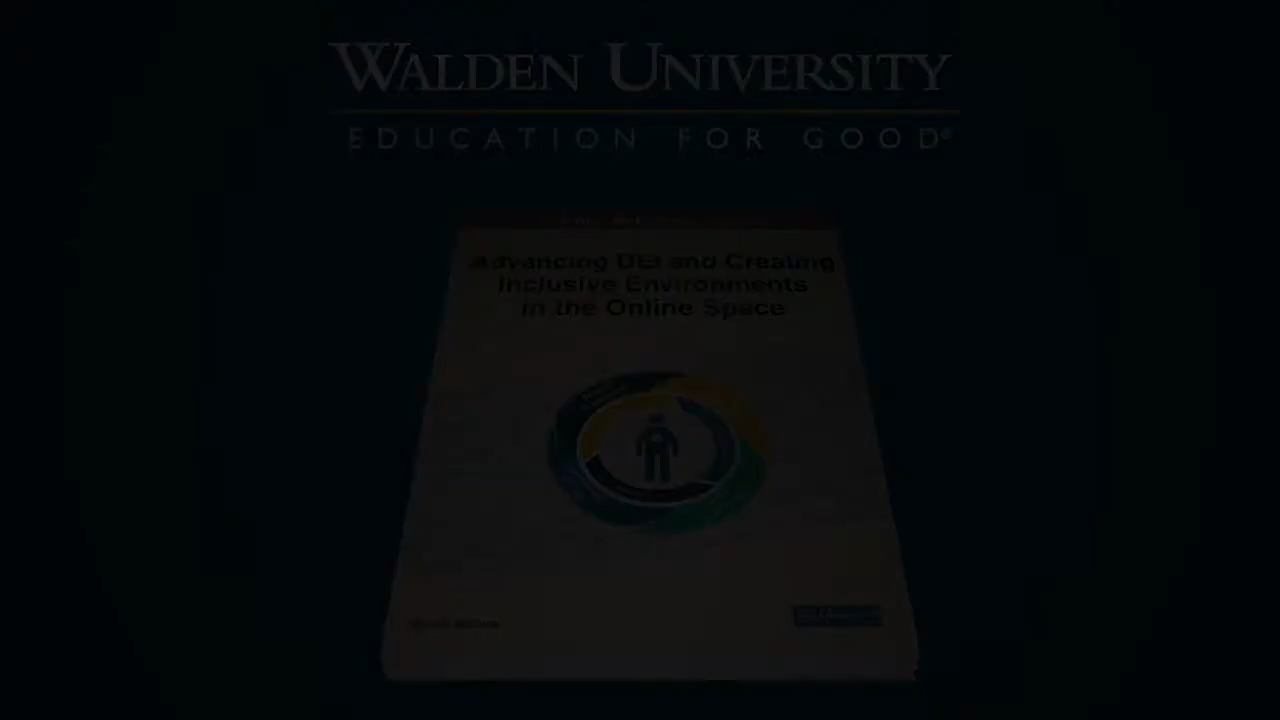 WALDEN UNIVERSITY
EDUCATION FOR GOOD®
Advancing DEI and Creating
Inclusive Environments
in the Online Space